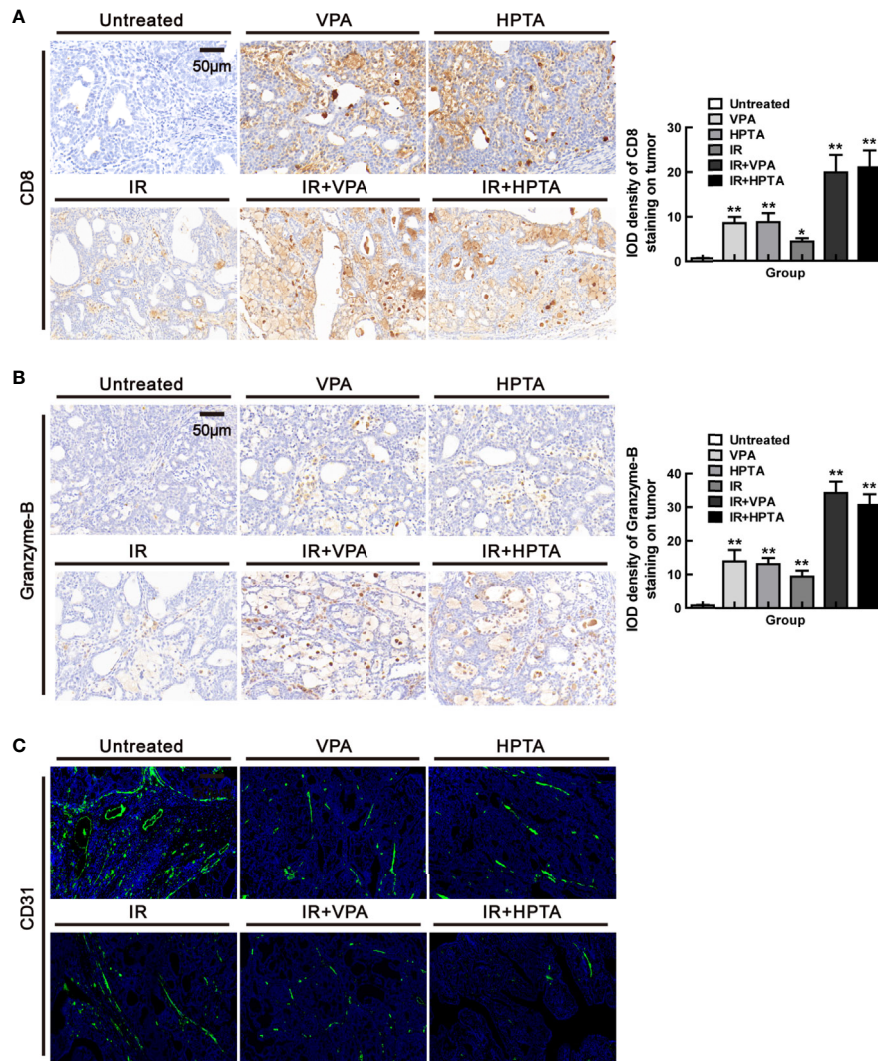 A
Untreated
VPA
HPTA
50μm
CD8
IR
IR+VPA
IR+HPTA
Untreated
VPA
HPTA
IR
IR+VPA
IR+HPTA
IOD density of CD8
staining on tumor
30
20
10
0
**
**
*
**
**
Group
B
Untreated
VPA
HPTA
50μm
Granzyme-B
IR
IR+VPA
IR+HPTA
Untreated
VPA
HPTA
IR
IR+VPA
IR+HPTA
IOD density of Granzyme-B
staining on tumor
40
30
20
10
0
**
**
**
**
**
Group
C
Untreated
VPA
HPTA
CD31
IR
IR+VPA
IR+HPTA